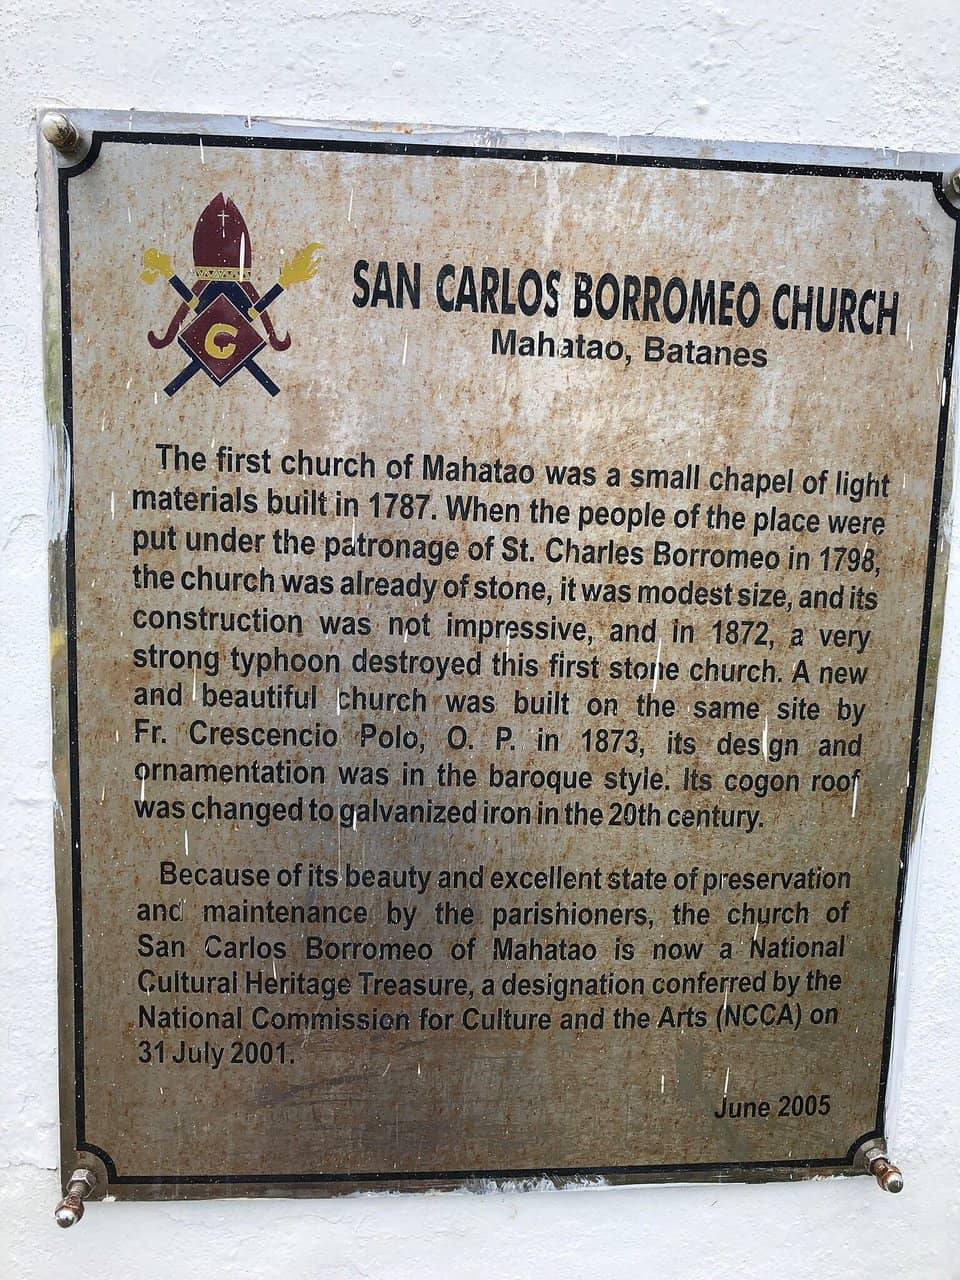 SAN CARLOS BORROMEO CHURCH
Mahatao, Batanes
C
The first church of Mahatao was a small chapel of light
materials built in 1787. When the people of the place were
put under the patronage of St. Charles Borromeo in 1798,
the church was already of stone, it was modest size, and its
construction was not impressive, and in 1872, a very
strong typhoon destroyed this first stone church. A new
and beautiful church was built on the same site by
Fr. Crescencio Polo, O. P. in 1873, its design and
ornamentation was in the baroque style. Its cogon roof
was changed to galvanized iron in the 20th century.
Because of its beauty and excellent state of preservation
and maintenance by the parishioners, the church of
San Carlos Borromeo of Mahatao is now a National
Cultural Heritage Treasure, a designation conferred by the
National Commission for Culture and the Arts (NCCA) on
31 July 2001.
June 2005